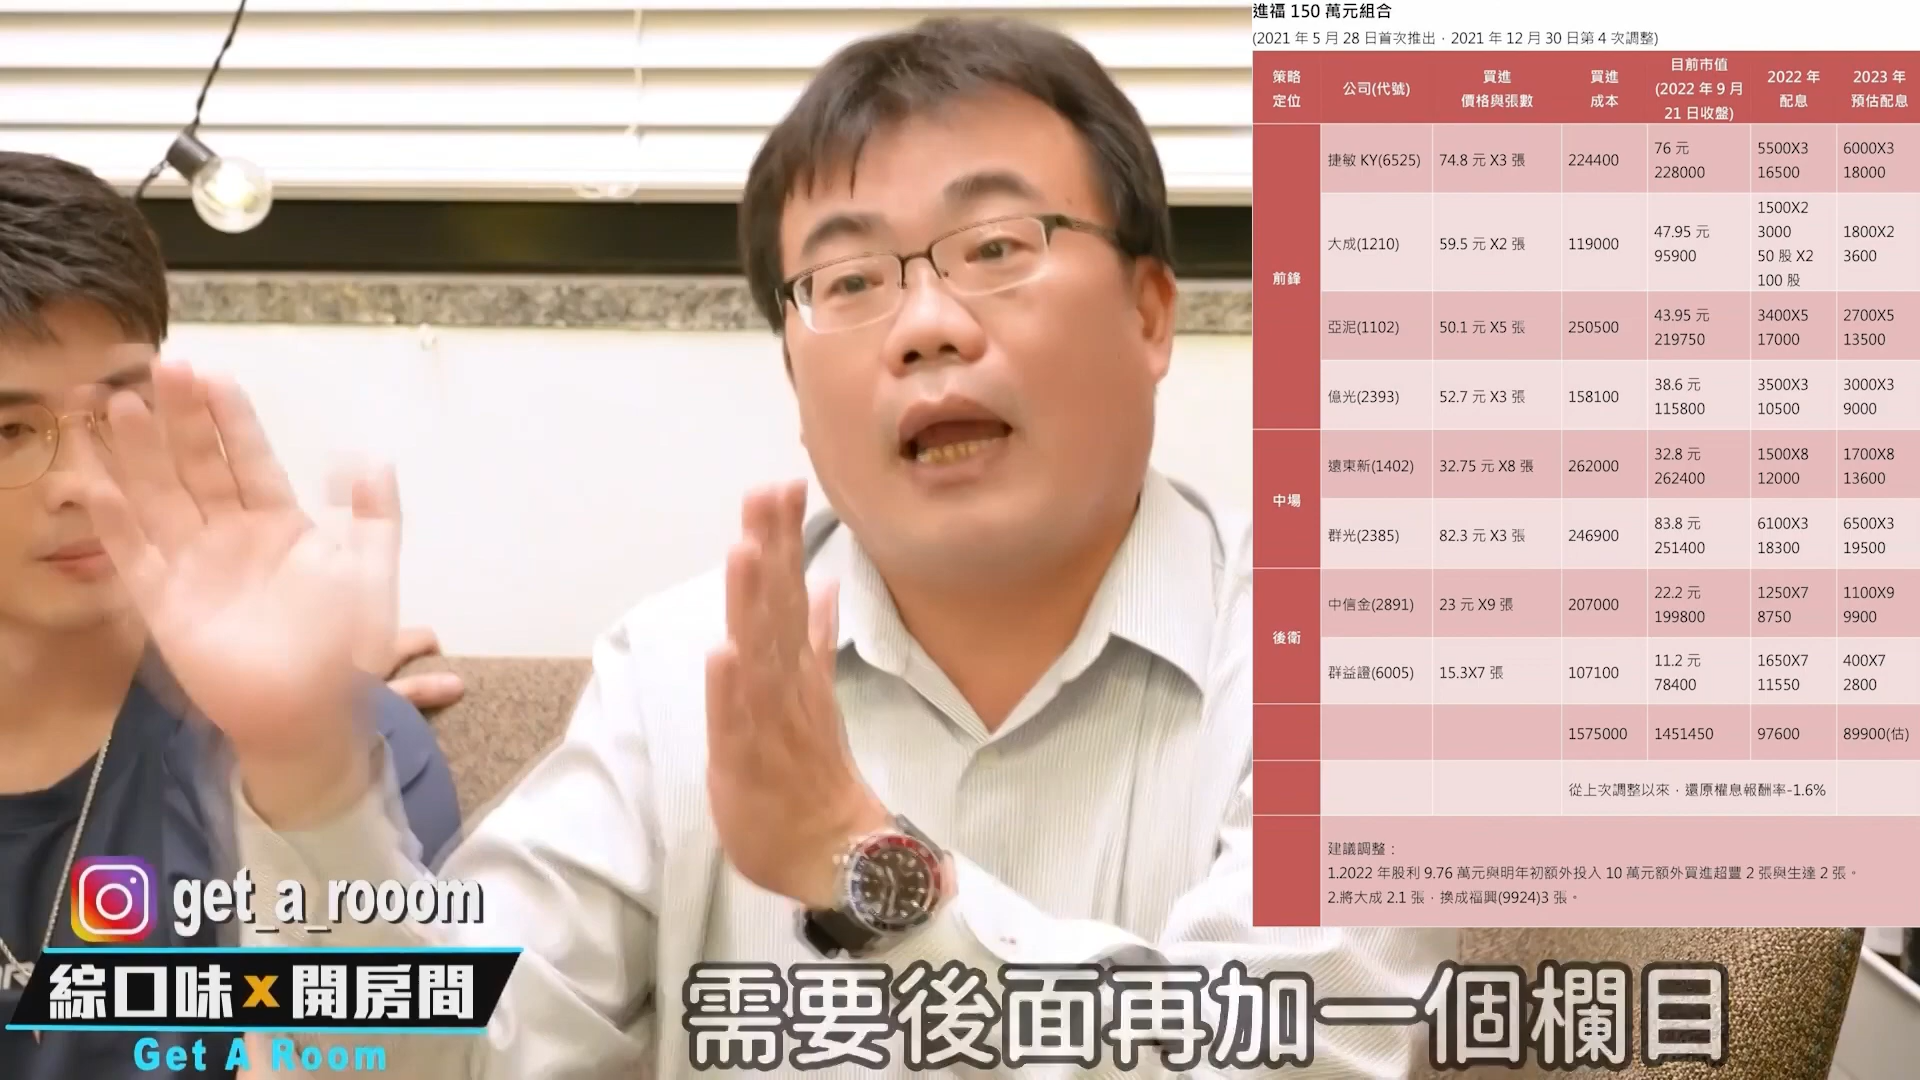 進福 150 萬元組合
(2021 年 5 月 28 日首次推出，2021 年 12 月 30 日第 4 次調整)
策略
定位
公司(代號)
買進
價格與張數
買進
成本
目前市值
(2022 年 9 月
21 日收盤)
2022 年
配息
2023 年
預估配息
前鋒
捷敏 KY(6525)
74.8 元 X3 張
224400
76 元
228000
5500X3
16500
6000X3
18000
大成(1210)
59.5 元 X2 張
119000
47.95 元
95900
1500X2
3000
50 股 X2
100 股
1800X2
3600
亞泥(1102)
50.1 元 X5 張
250500
43.95 元
219750
3400X5
17000
2700X5
13500
億光(2393)
52.7 元 X3 張
158100
38.6 元
115800
3500X3
10500
3000X3
9000
中場
遠東新(1402)
32.75 元 X8 張
262000
32.8 元
262400
1500X8
12000
1700X8
13600
群光(2385)
82.3 元 X3 張
246900
83.8 元
251400
6100X3
18300
6500X3
19500
後衛
中信金(2891)
23 元 X9 張
207000
22.2 元
199800
1250X7
8750
1100X9
9900
群益證(6005)
15.3X7 張
107100
11.2 元
78400
1650X7
11550
400X7
2800
1575000
1451450
97600
89900(估)
從上次調整以來，還原權息報酬率-1.6%
建議調整：
1.2022 年股利 9.76 萬元與明年初額外投入 10 萬元額外買進超豐 2 張與生達 2 張。
2.將大成 2.1 張，換成福興(9924)3 張。
get_a_rooom
綜口味x開房間
Get A Room
需要後面再加一個欄目